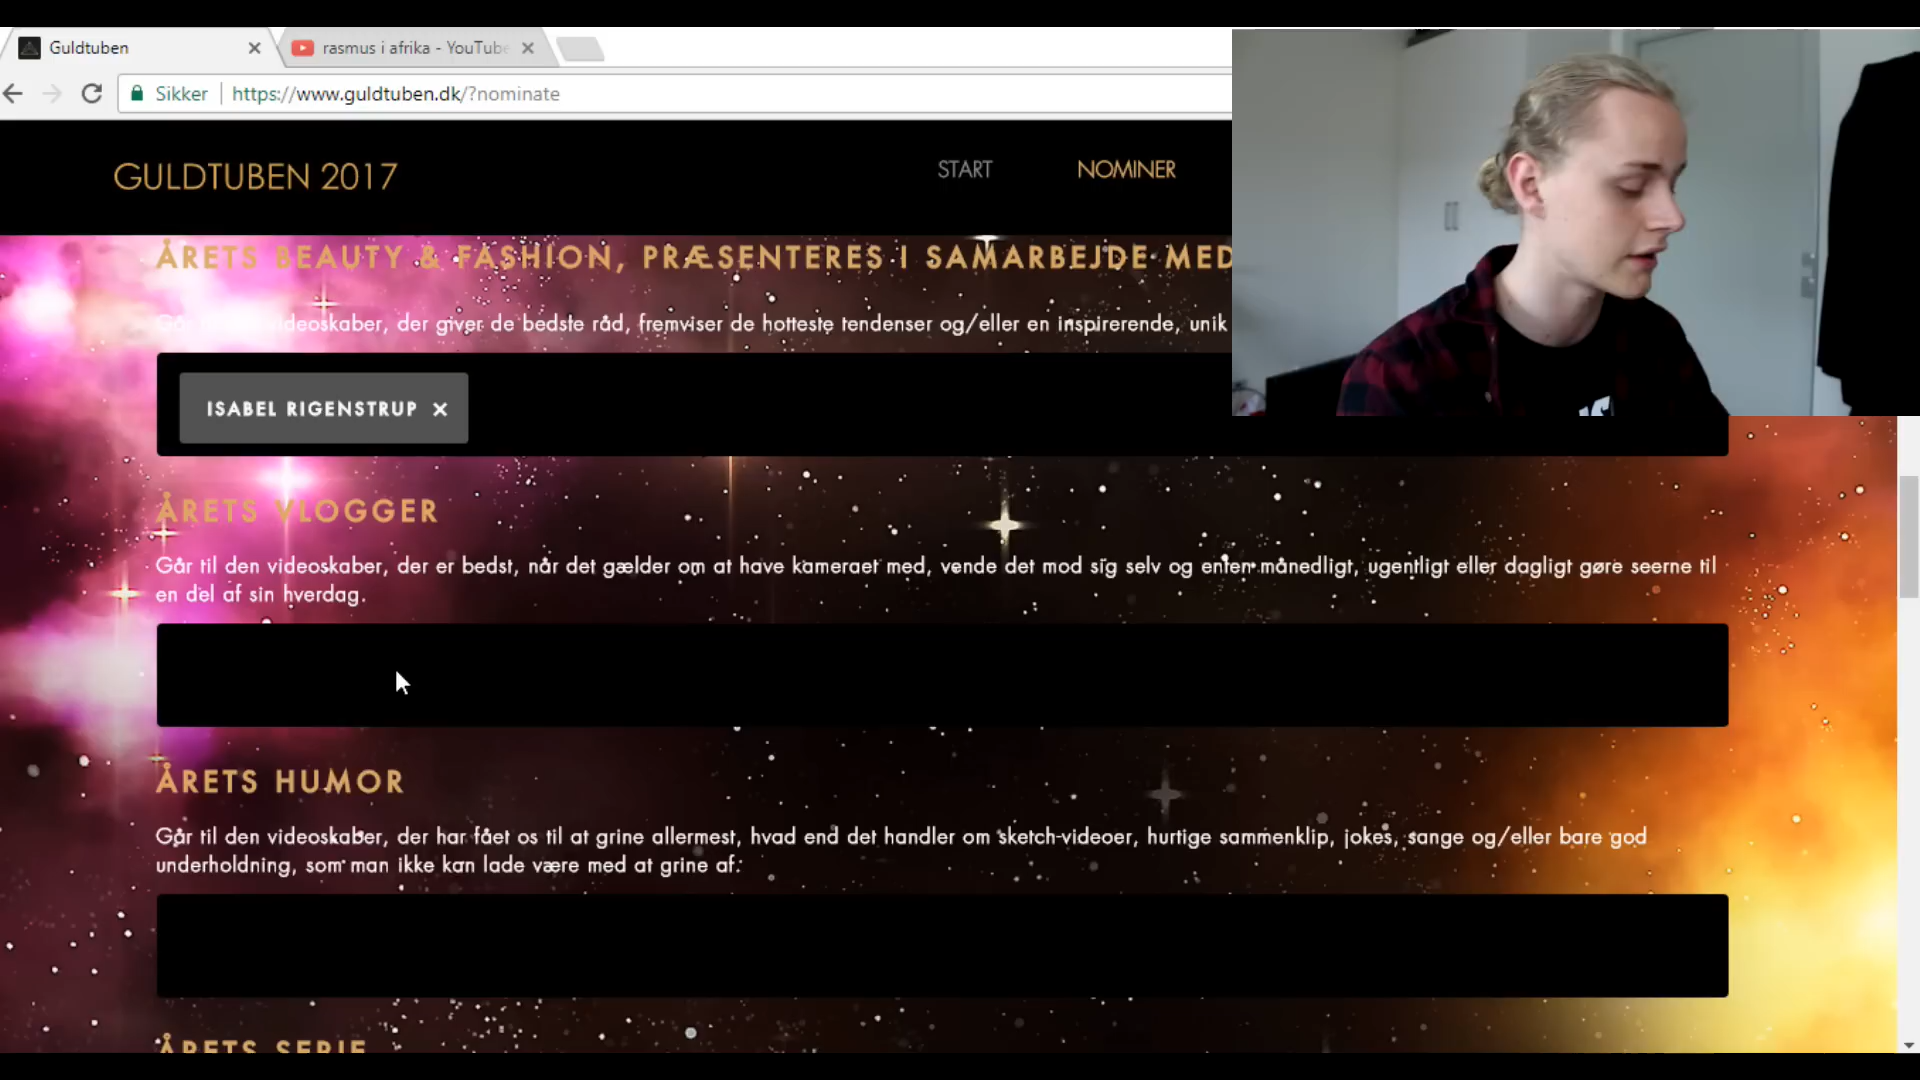 Guldtuben
rasmus i afrika - YouTube
Sikker
https://www.guldtuben.dk/?nominate
GULDTUBEN 2017
START
NOMINER
ÅRETS BEAUTY & FASHION, PRÆSENTERES I SAMARBEJDE MED
Går til den videoskaber, der giver de bedste råd, fremviser de hotteste tendenser og/eller en inspirerende, unik
ISABEL RIGENSTRUP
ÅRETS VLOGGER
Går til den videoskaber, der er bedst, når det gælder om at have kameraet med, vende det mod sig selv og enten månedligt, ugentligt eller dagligt gøre seerne til
en del af sin hverdag.
ÅRETS HUMOR
Går til den videoskaber, der har fået os til at grine allermest, hvad end det handler om sketch-videoer, hurtige sammenklip, jokes, sange og/eller bare god
underholdning, som man ikke kan lade være med at grine af.
ÅRETS SERIE